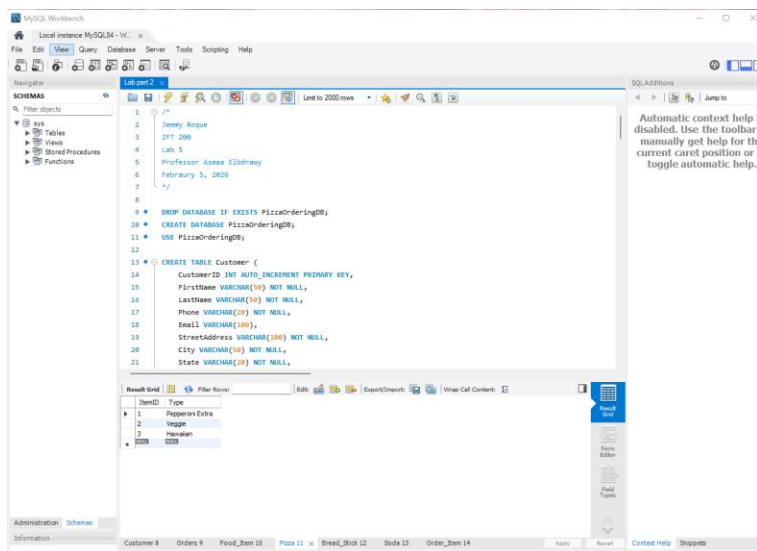 MySQL Workbench
Local instance MySQL84 - W... x
File Edit View Query Database Server Tools Scripting Help
Navigator
SCHEMAS
Filter objects
sys
Tables
Views
Stored Procedures
Functions
Administration Schemas
Information
Lab part 2 x
Limit to 2000 rows
1 /*
2 Jemmy Roque
3 IFT 200
4 Lab 5
5 Professor Asmaa Elbdrawy
6 Febraury 5, 2026
7 */
8
9 DROP DATABASE IF EXISTS PizzaOrderingDB;
10 CREATE DATABASE PizzaOrderingDB;
11 USE PizzaOrderingDB;
12
13 CREATE TABLE Customer (
14 CustomerID INT AUTO_INCREMENT PRIMARY KEY,
15 FirstName VARCHAR(50) NOT NULL,
16 LastName VARCHAR(50) NOT NULL,
17 Phone VARCHAR(20) NOT NULL,
18 Email VARCHAR(100),
19 StreetAddress VARCHAR(100) NOT NULL,
20 City VARCHAR(50) NOT NULL,
21 State VARCHAR(20) NOT NULL,
Result Grid Filter Rows: Edit: Export/Import: Wrap Cell Content:
ItemID Type
1 Pepperoni Extra
2 Veggie
3 Hawaiian
NULL NULL
Result Grid
Form Editor
Field Types
Customer 8 Orders 9 Food_Item 10 Pizza 11 x Bread_Stick 12 Soda 13 Order_Item 14 Apply Revert
SQLAdditions
Jump to
Automatic context help
disabled. Use the toolbar
manually get help for th
current caret position or
toggle automatic help.
Context Help Snippets